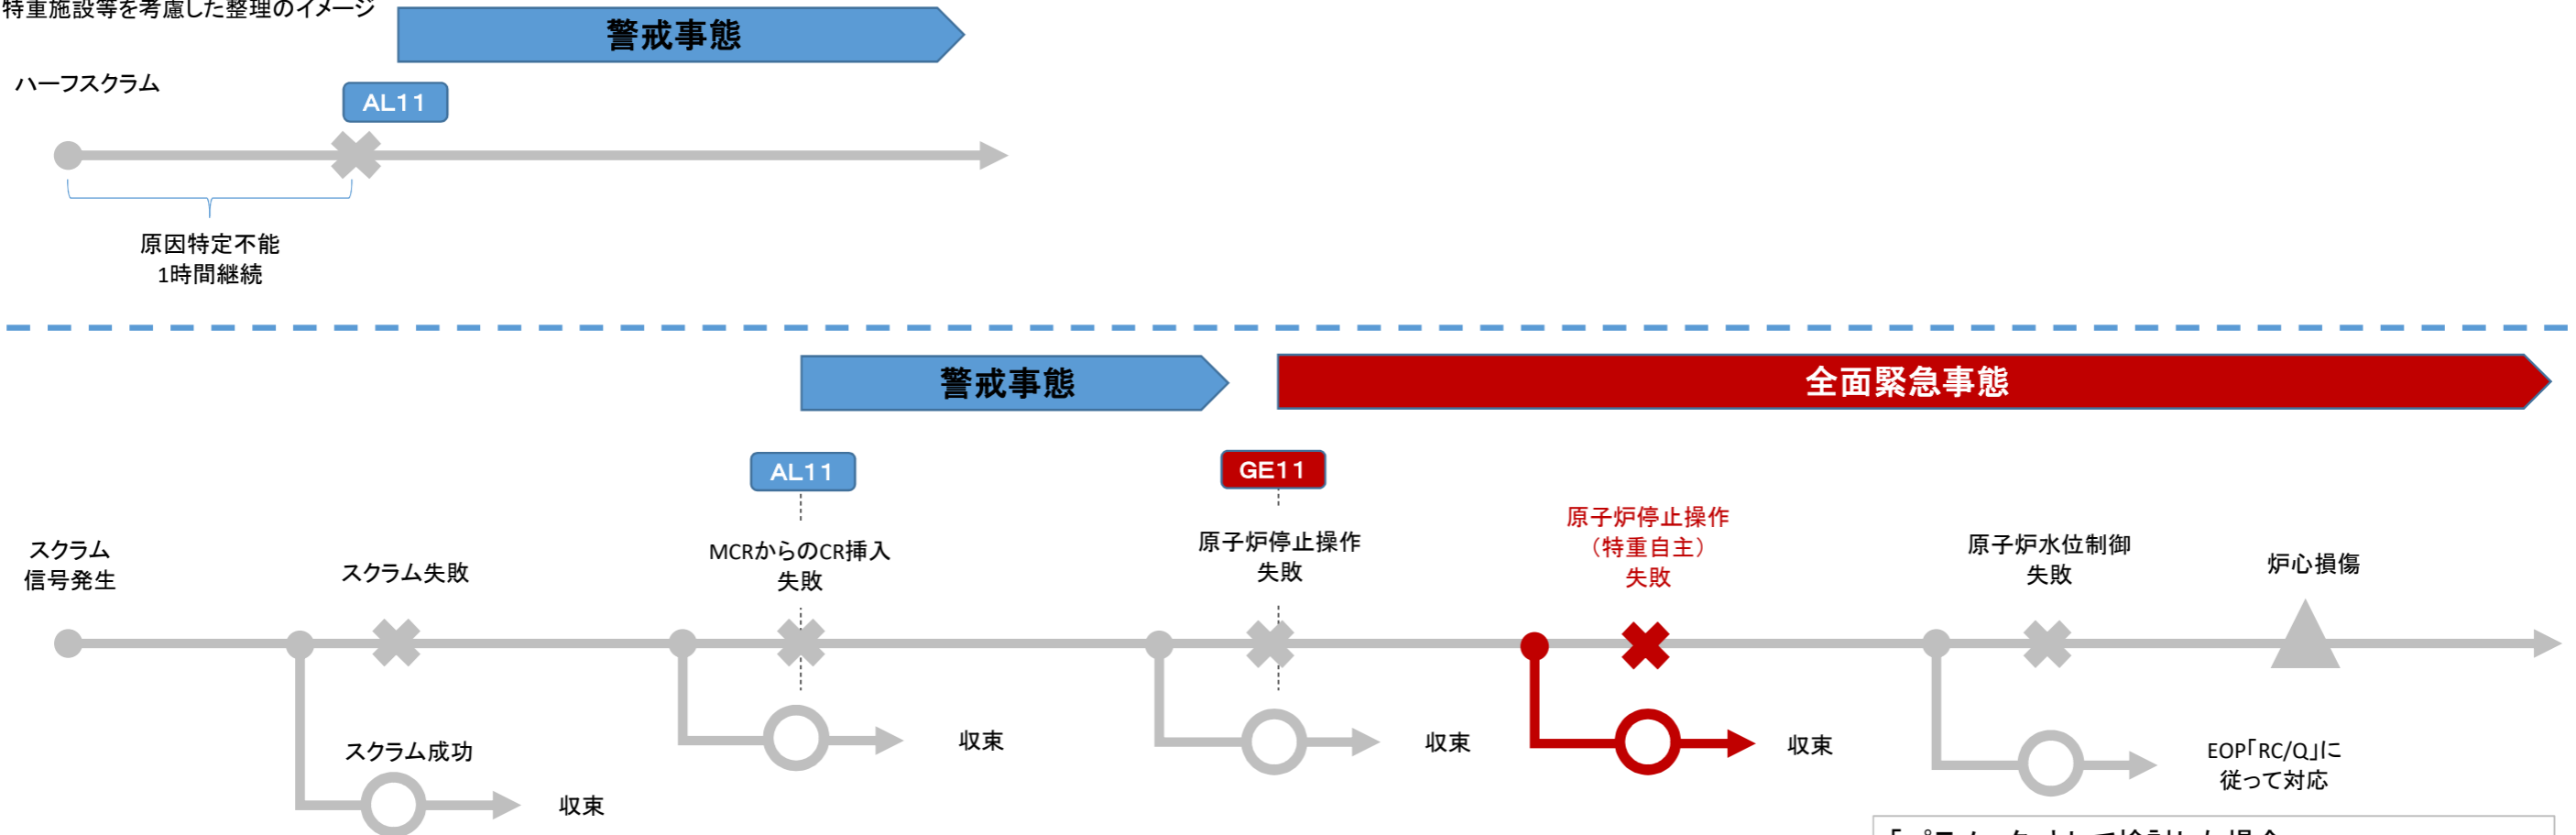 特重施設等を考慮した整理のイメージ
警戒事態
ハーフスクラム
AL11
原因特定不能
1時間継続
警戒事態
全面緊急事態
AL11
GE11
スクラム
信号発生
スクラム失敗
MCRからのCR挿入
失敗
原子炉停止操作
失敗
原子炉停止操作
（特重自主）
失敗
原子炉水位制御
失敗
炉心損傷
スクラム成功
収束
収束
収束
収束
EOP「RC/Q」に
従って対応